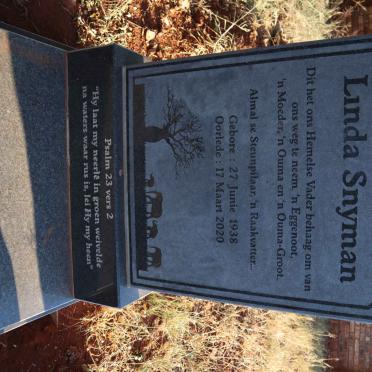 Linda Snyman
Dit het ons Hemelse Vader behaag om van
ons weg te neem, 'n Eggenoot,
'n Moeder, 'n Ouma en 'n Ouma-Groot.
Almal se Steunpilaar, 'n Raakvatter...
Gebore : 27 Junie 1938
Oorlede : 17 Maart 2020
Psalm 23 vers 2
"Hy laat my neerlê in groen weivelde
na waters waar rus is, lei Hy my heen"